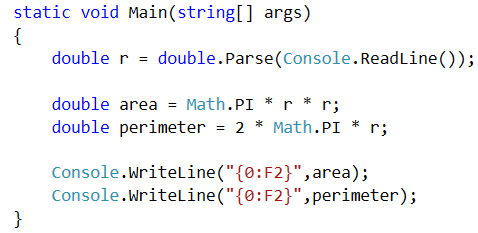 static void Main(string[] args)
{
    double r = double.Parse(Console.ReadLine());
    double area = Math.PI * r * r;
    double perimeter = 2 * Math.PI * r;
    Console.WriteLine("{0:F2}",area);
    Console.WriteLine("{0:F2}",perimeter);
}